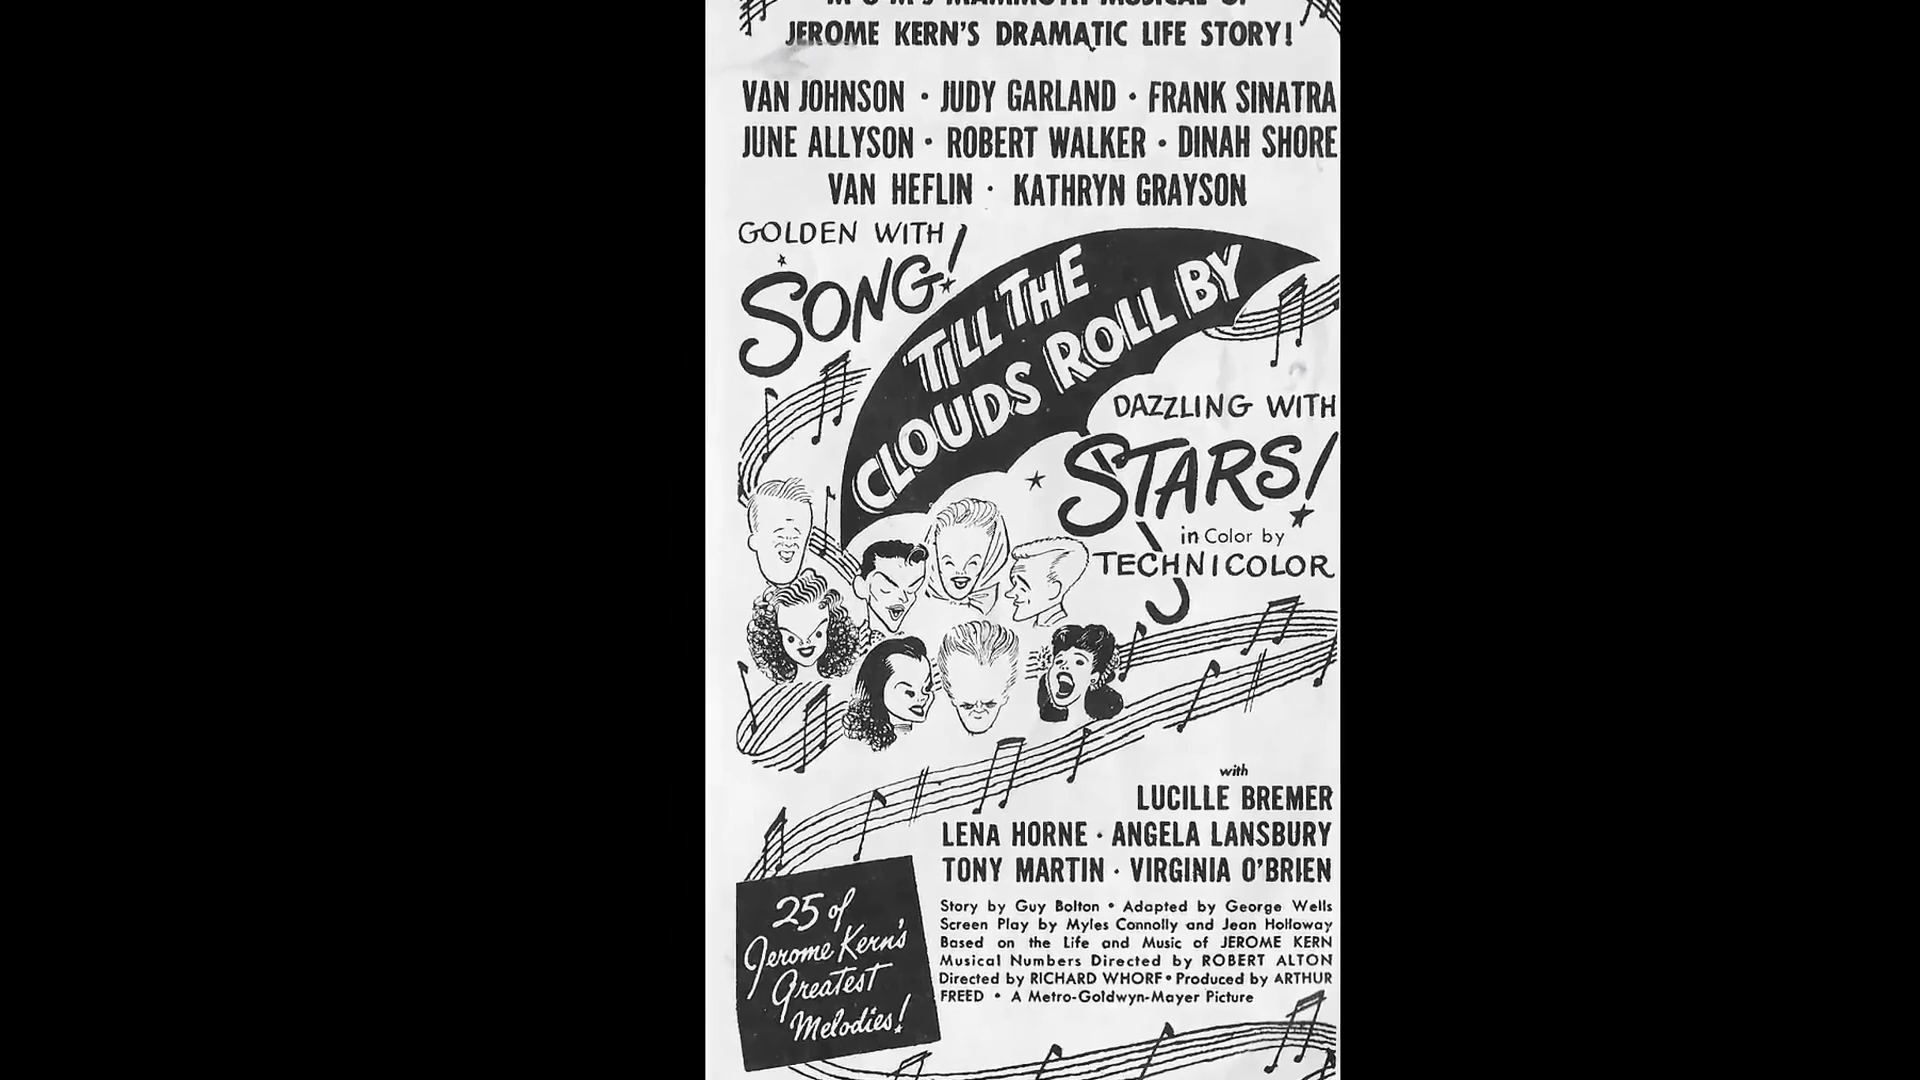 M-G-M's MAMMOTH MUSICAL OF
JEROME KERN'S DRAMATIC LIFE STORY!
VAN JOHNSON · JUDY GARLAND · FRANK SINATRA
JUNE ALLYSON · ROBERT WALKER · DINAH SHORE
VAN HEFLIN · KATHRYN GRAYSON
GOLDEN WITH
SONG!
'TILL THE
CLOUDS ROLL BY
DAZZLING WITH
STARS!
in Color by
TECHNICOLOR
with
LUCILLE BREMER
LENA HORNE · ANGELA LANSBURY
TONY MARTIN · VIRGINIA O'BRIEN
25 of
Jerome Kern's
Greatest
Melodies!
Story by Guy Bolton • Adapted by George Wells
Screen Play by Myles Connolly and Jean Holloway
Based on the Life and Music of JEROME KERN
Musical Numbers Directed by ROBERT ALTON
Directed by RICHARD WHORF • Produced by ARTHUR
FREED • A Metro-Goldwyn-Mayer Picture